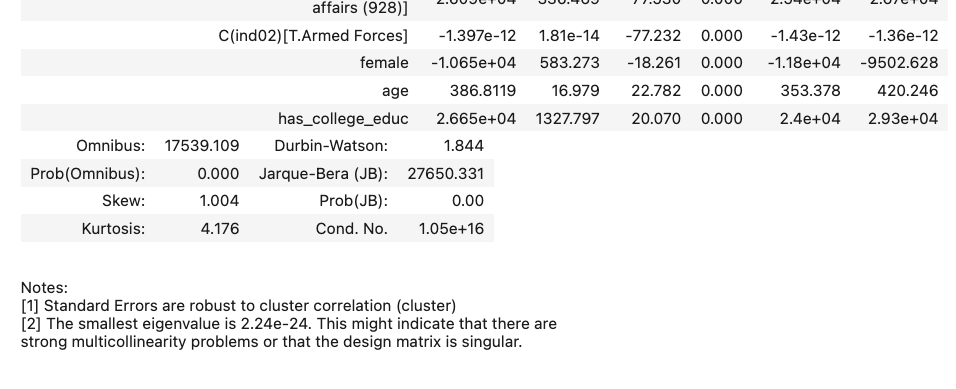 affairs (928)] 0.000
C(ind02)[T.Armed Forces] -1.397e-12 1.81e-14 -77.232 0.000 -1.43e-12 -1.36e-12
female -1.065e+04 583.273 -18.261 0.000 -1.18e+04 -9502.628
age 386.8119 16.979 22.782 0.000 353.378 420.246
has_college_educ 2.665e+04 1327.797 20.070 0.000 2.4e+04 2.93e+04
Omnibus: 17539.109 Durbin-Watson: 1.844
Prob(Omnibus): 0.000 Jarque-Bera (JB): 27650.331
Skew: 1.004 Prob(JB): 0.00
Kurtosis: 4.176 Cond. No. 1.05e+16
Notes:
[1] Standard Errors are robust to cluster correlation (cluster)
[2] The smallest eigenvalue is 2.24e-24. This might indicate that there are
strong multicollinearity problems or that the design matrix is singular.